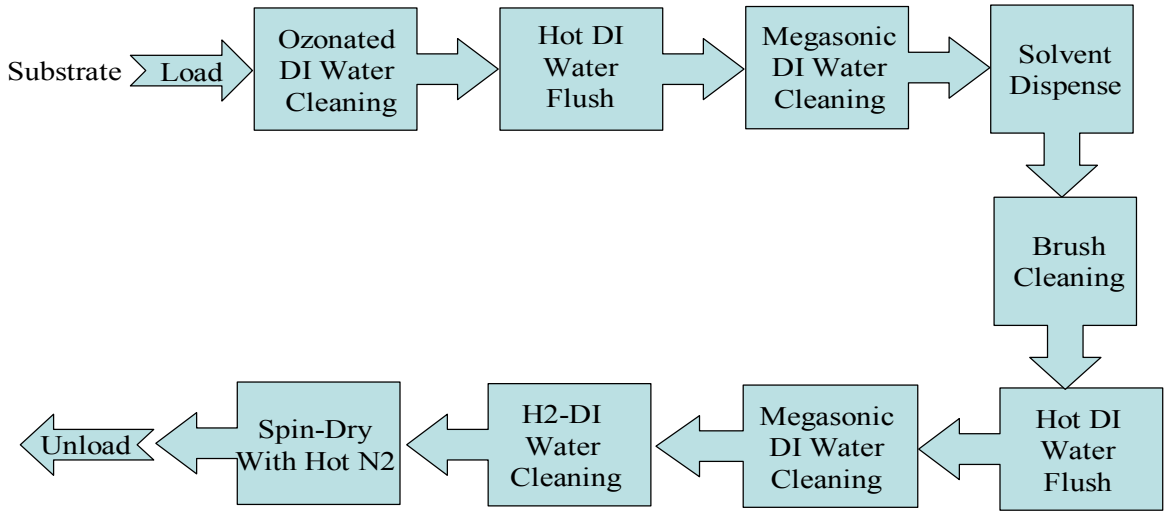 Substrate
Load
Ozonated
DI Water
Cleaning
Hot DI
Water
Flush
Megasonic
DI Water
Cleaning
Solvent
Dispense
Brush
Cleaning
Hot DI
Water
Flush
Megasonic
DI Water
Cleaning
H2-DI
Water
Cleaning
Spin-Dry
With Hot N2
Unload